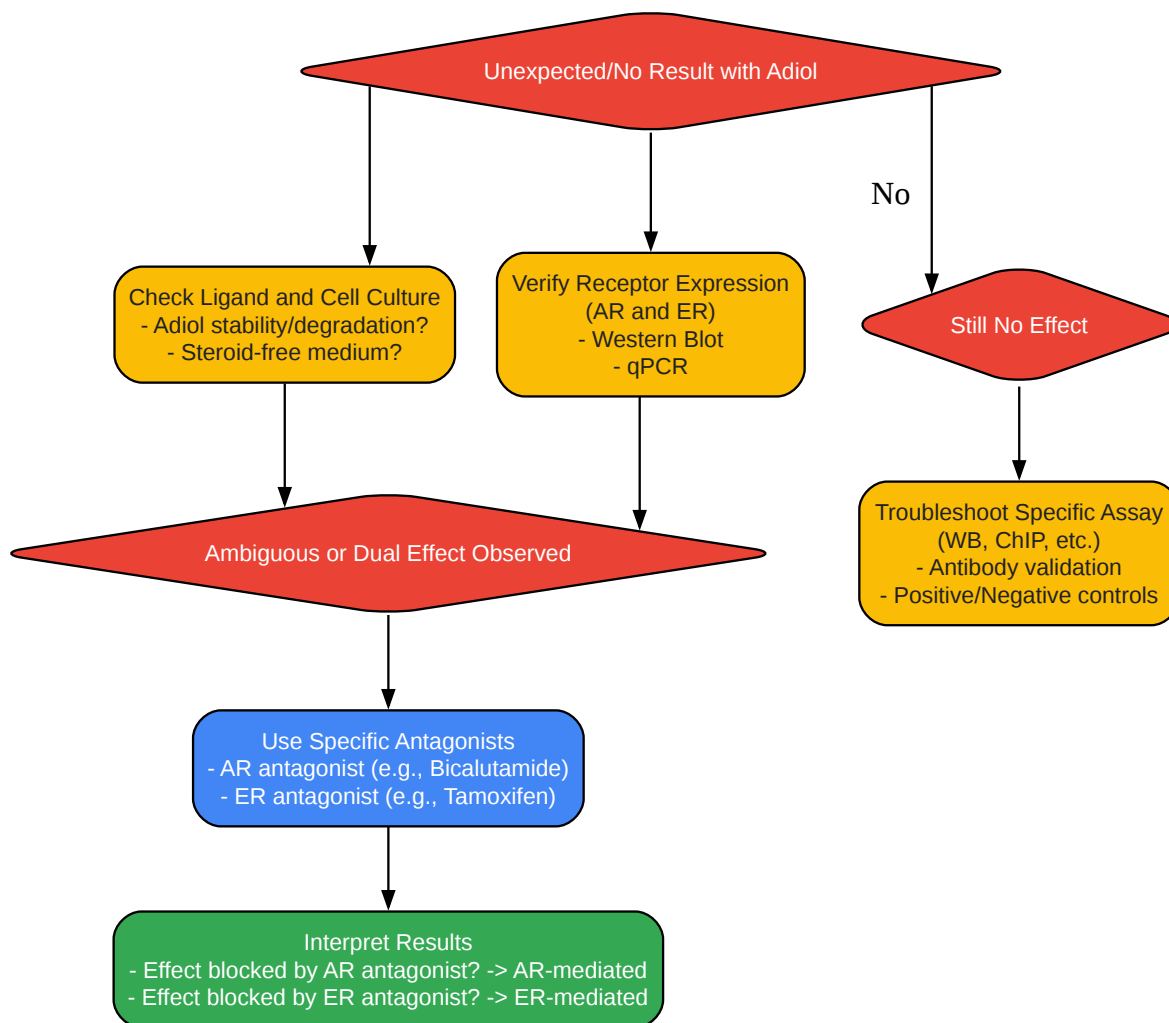 Unexpected/No Result with Adiol
No
Check Ligand and Cell Culture
- Adiol stability/degradation?
- Steroid-free medium?
Verify Receptor Expression
(AR and ER)
- Western Blot
- qPCR
Still No Effect
Troubleshoot Specific Assay
(WB, ChIP, etc.)
- Antibody validation
- Positive/Negative controls
Ambiguous or Dual Effect Observed
Use Specific Antagonists
- AR antagonist (e.g., Bicalutamide)
- ER antagonist (e.g., Tamoxifen)
Interpret Results
- Effect blocked by AR antagonist? -> AR-mediated
- Effect blocked by ER antagonist? -> ER-mediated